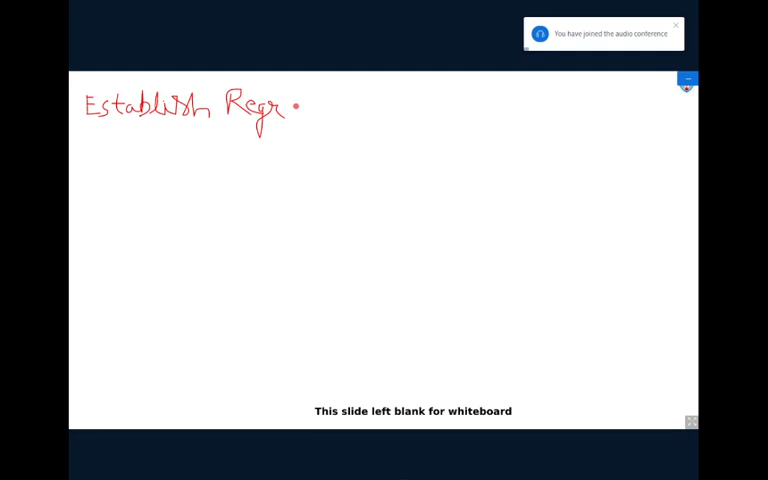 You have joined the audio conference
Establish Regr
This slide left blank for whiteboard